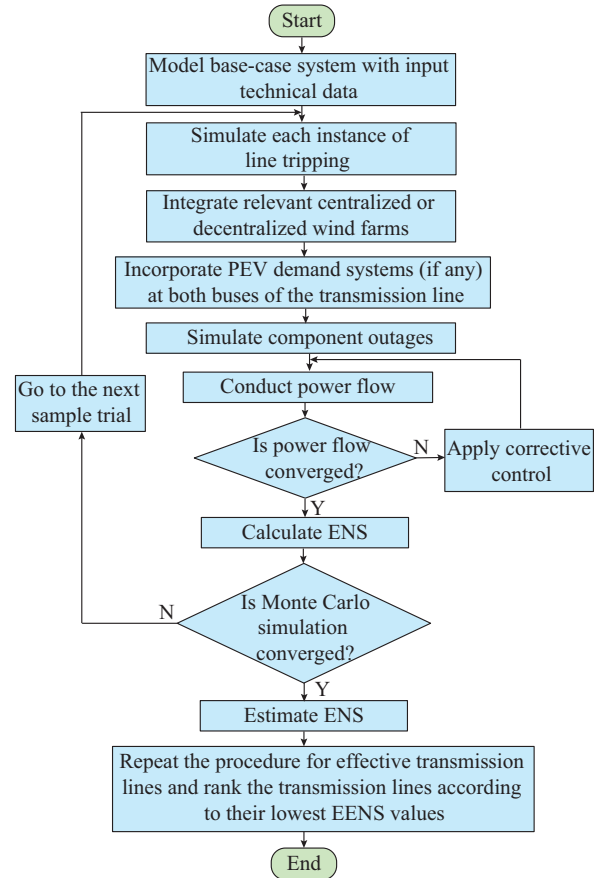 Start
Model base-case system with input
technical data
Simulate each instance of
line tripping
Integrate relevant centralized or
decentralized wind farms
Incorporate PEV demand systems (if any)
at both buses of the transmission line
Simulate component outages
Go to the next
sample trial
Conduct power flow
Is power flow
converged?
N
Apply corrective
control
Y
Calculate ENS
N
Is Monte Carlo
simulation
converged?
Y
Estimate ENS
Repeat the procedure for effective transmission
lines and rank the transmission lines according
to their lowest EENS values
End